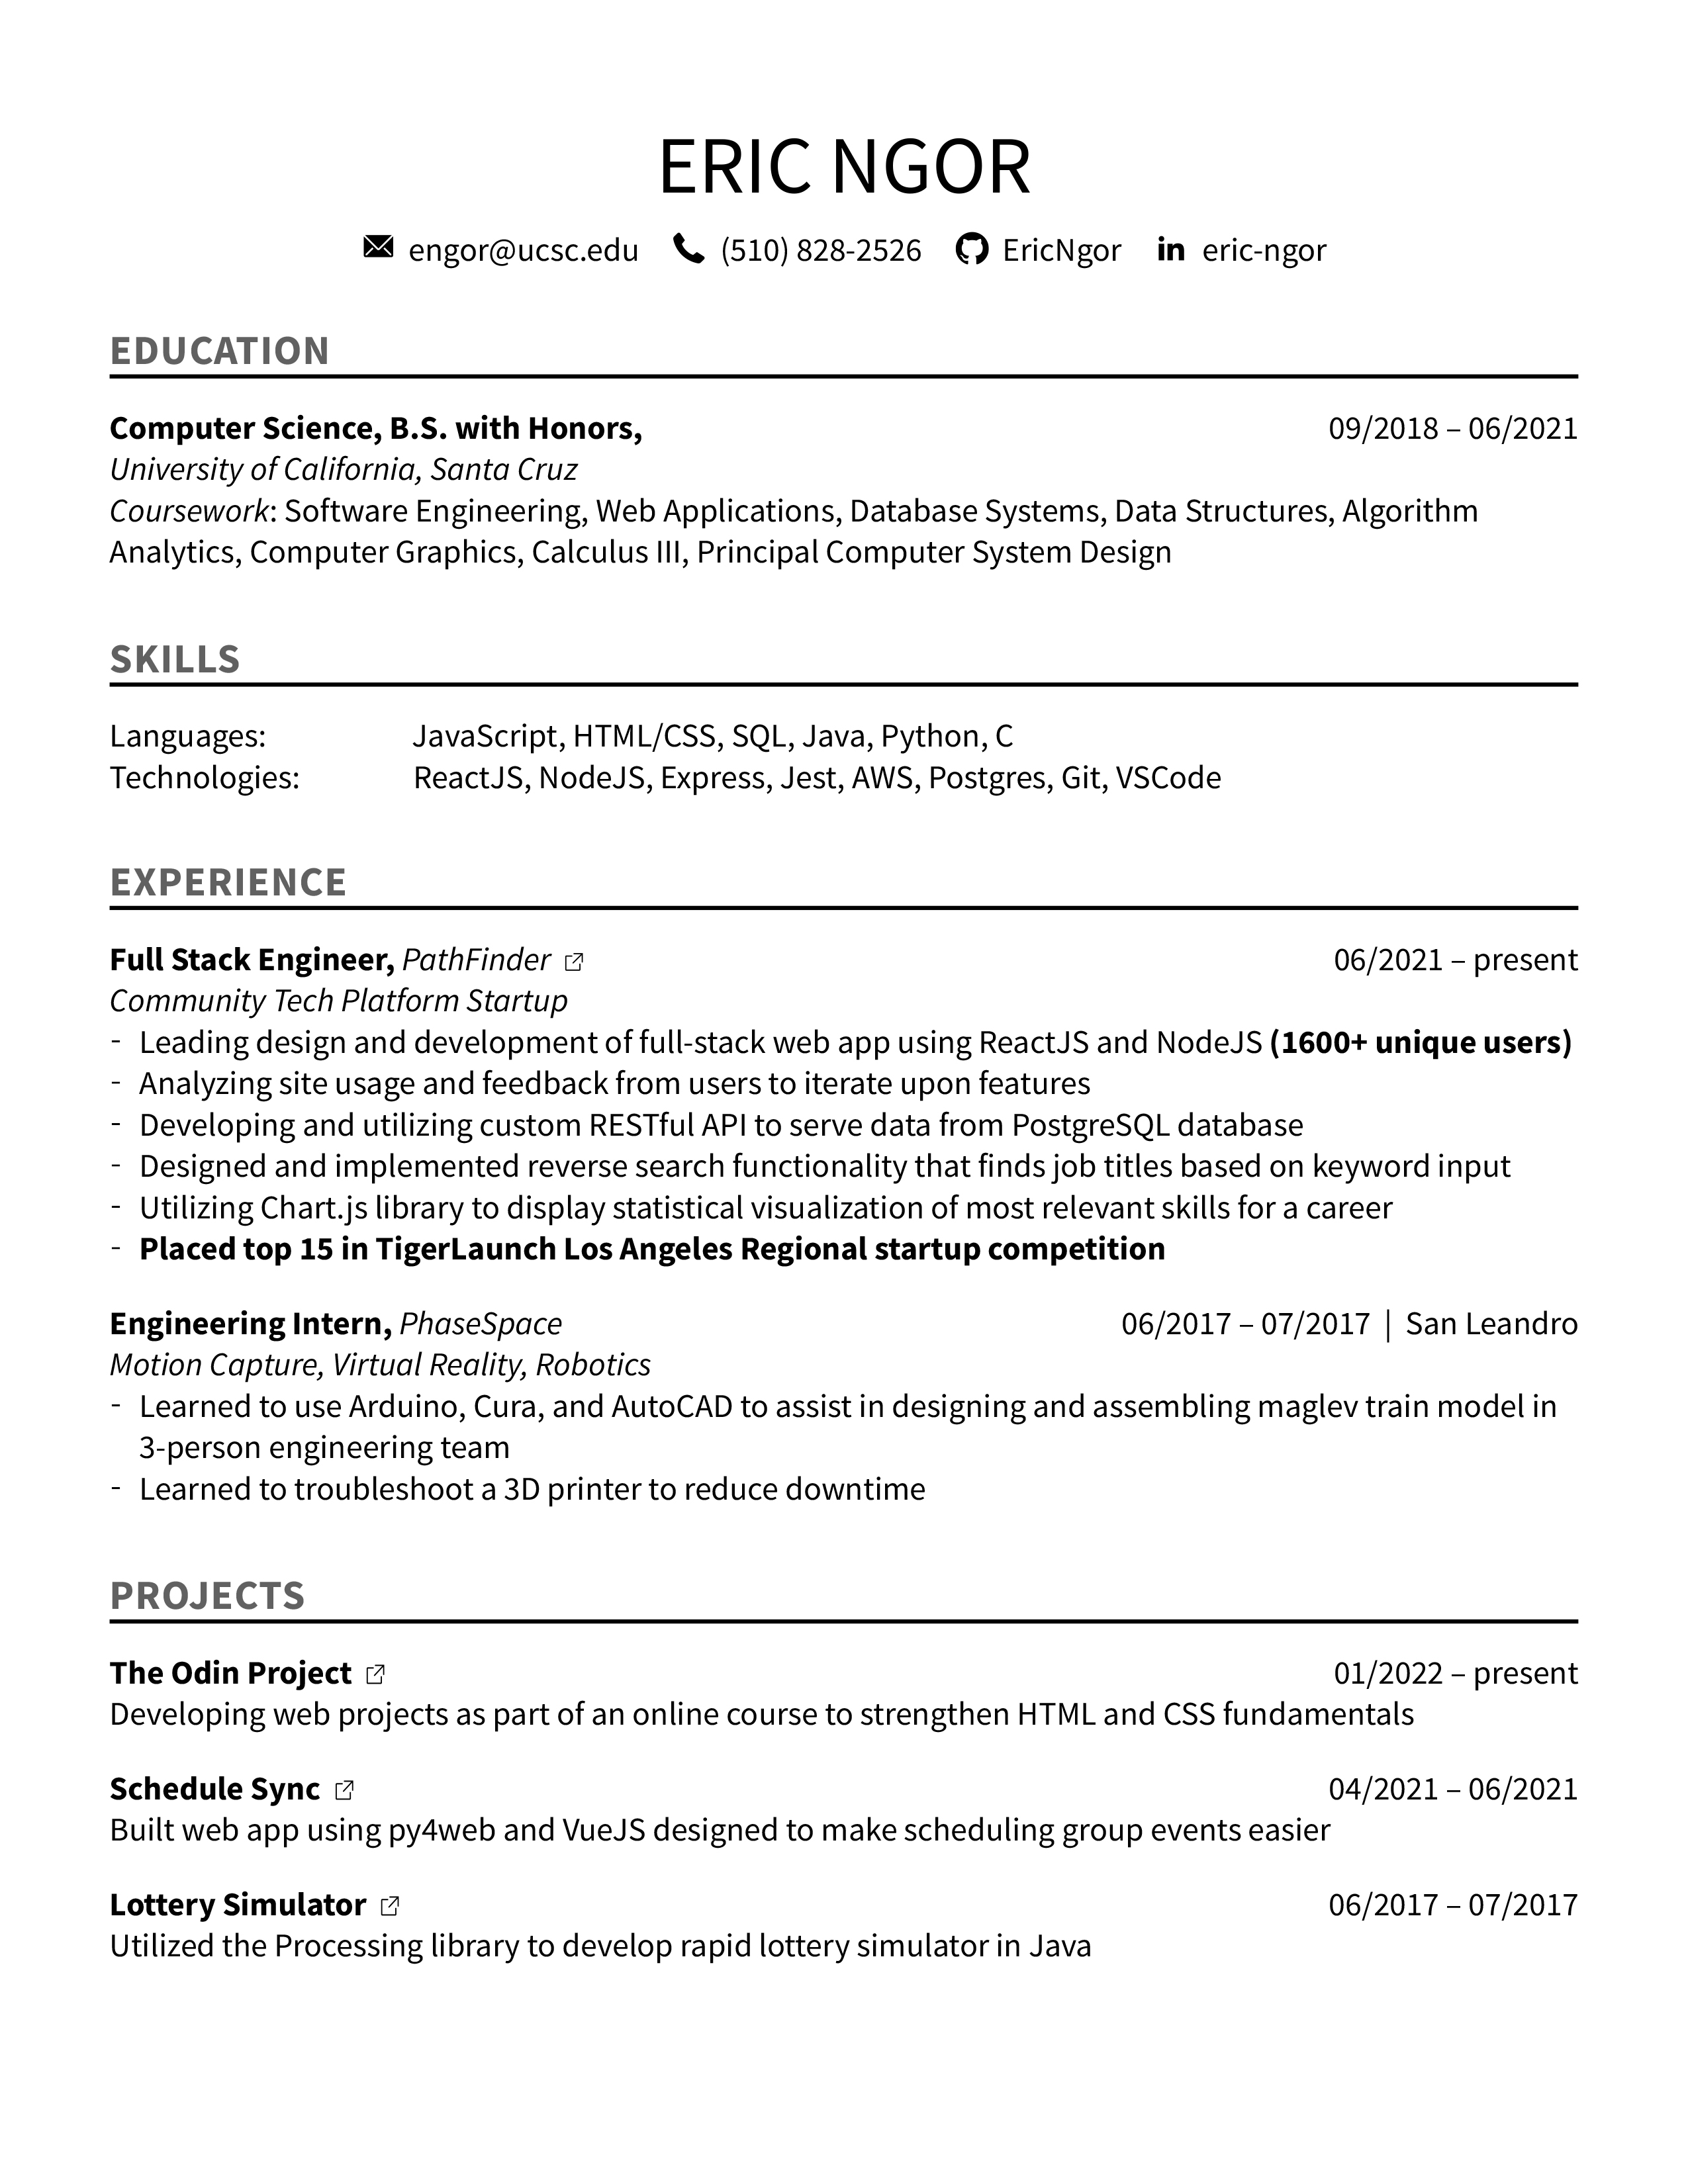 ERIC NGOR
engor@ucsc.edu (510) 828-2526 EricNgor in eric-ngor
EDUCATION
Computer Science, B.S. with Honors, 09/2018 – 06/2021
University of California, Santa Cruz
Coursework: Software Engineering, Web Applications, Database Systems, Data Structures, Algorithm
Analytics, Computer Graphics, Calculus III, Principal Computer System Design
SKILLS
Languages: JavaScript, HTML/CSS, SQL, Java, Python, C
Technologies: ReactJS, NodeJS, Express, Jest, AWS, Postgres, Git, VSCode
EXPERIENCE
Full Stack Engineer, PathFinder 06/2021 – present
Community Tech Platform Startup
- Leading design and development of full-stack web app using ReactJS and NodeJS (1600+ unique users)
- Analyzing site usage and feedback from users to iterate upon features
- Developing and utilizing custom RESTful API to serve data from PostgreSQL database
- Designed and implemented reverse search functionality that finds job titles based on keyword input
- Utilizing Chart.js library to display statistical visualization of most relevant skills for a career
- Placed top 15 in TigerLaunch Los Angeles Regional startup competition
Engineering Intern, PhaseSpace 06/2017 – 07/2017 | San Leandro
Motion Capture, Virtual Reality, Robotics
- Learned to use Arduino, Cura, and AutoCAD to assist in designing and assembling maglev train model in
3-person engineering team
- Learned to troubleshoot a 3D printer to reduce downtime
PROJECTS
The Odin Project 01/2022 – present
Developing web projects as part of an online course to strengthen HTML and CSS fundamentals
Schedule Sync 04/2021 – 06/2021
Built web app using py4web and VueJS designed to make scheduling group events easier
Lottery Simulator 06/2017 – 07/2017
Utilized the Processing library to develop rapid lottery simulator in Java